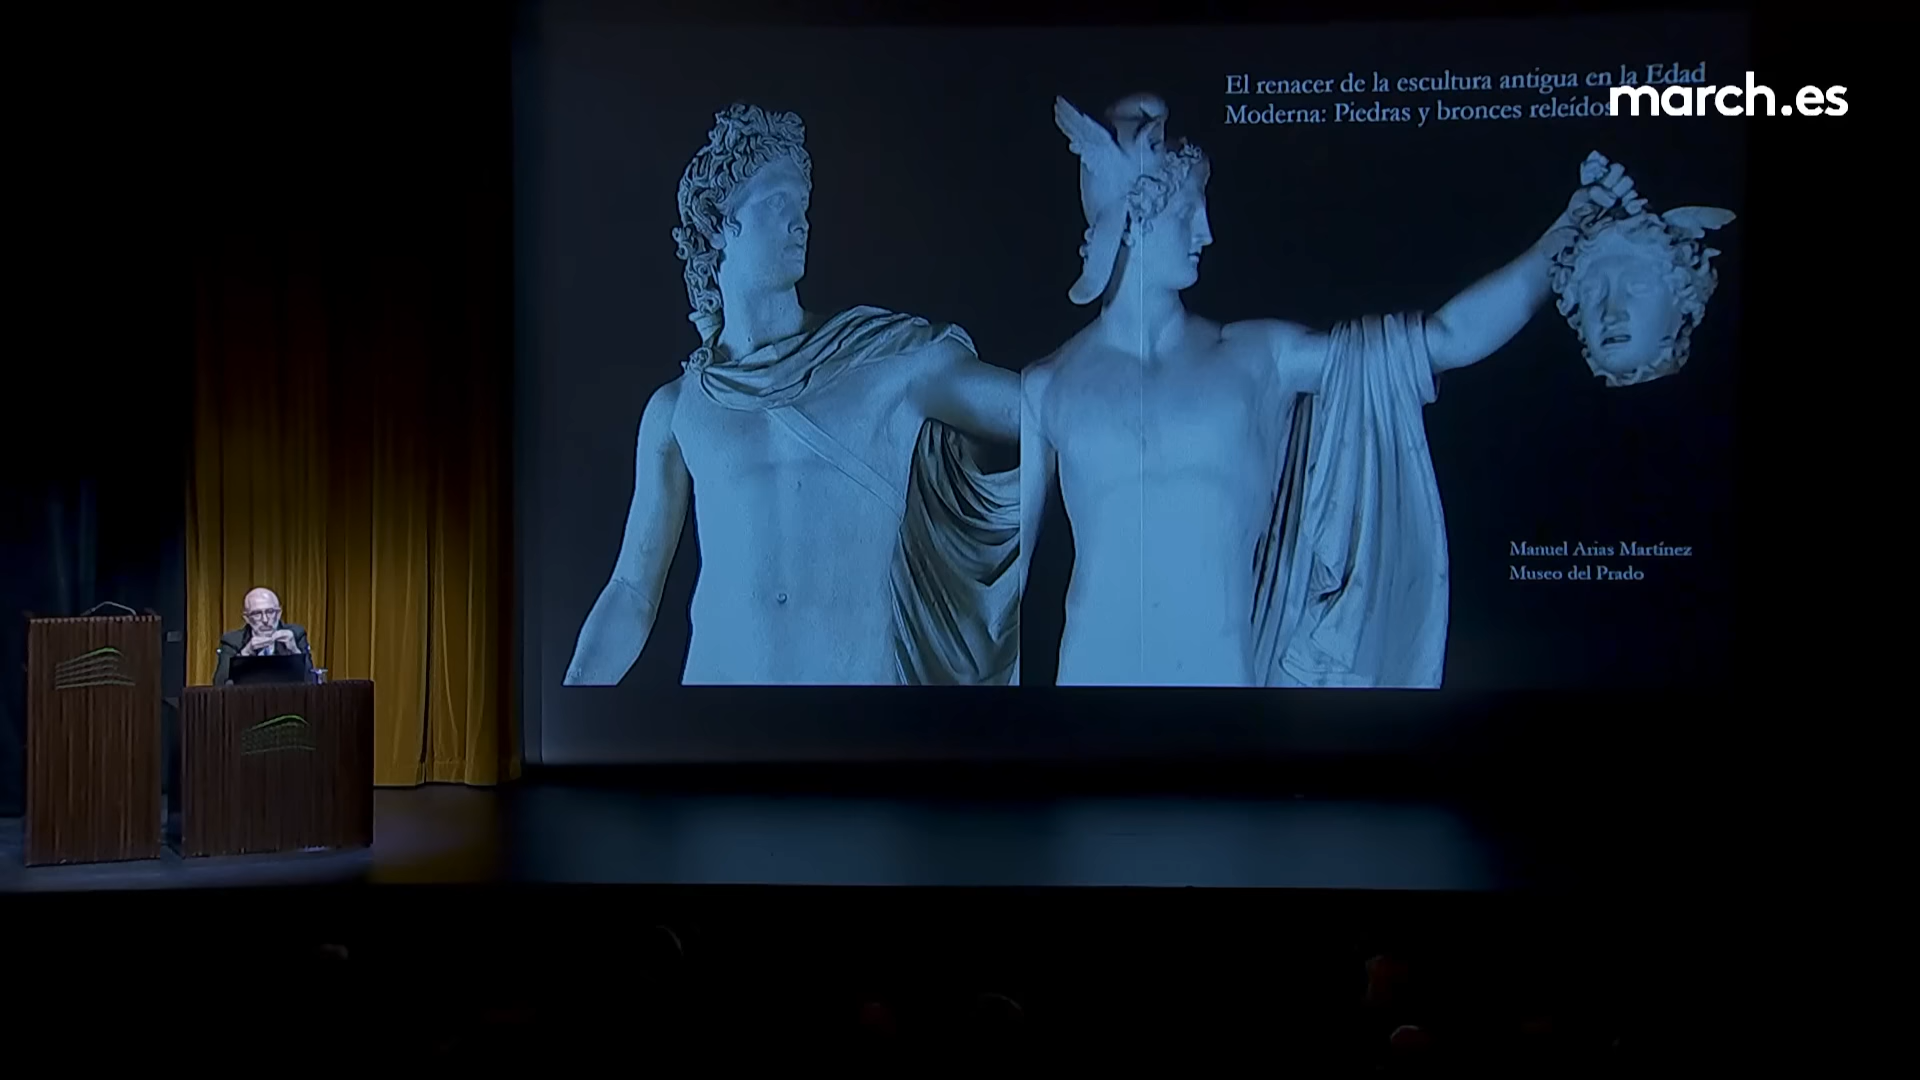 El renacer de la escultura antigua en la Edad
Moderna: Piedras y bronces releídos
march.es
Manuel Arias Martínez
Museo del Prado